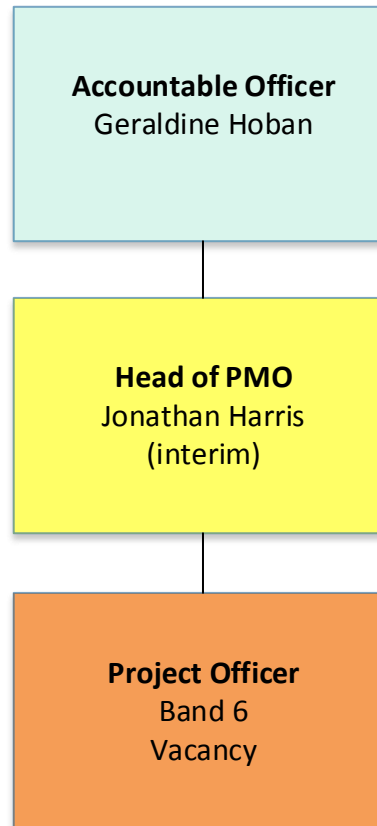 Accountable Officer
Geraldine Hoban
Head of PMO
Jonathan Harris
(interim)
Project Officer
Band 6
Vacancy